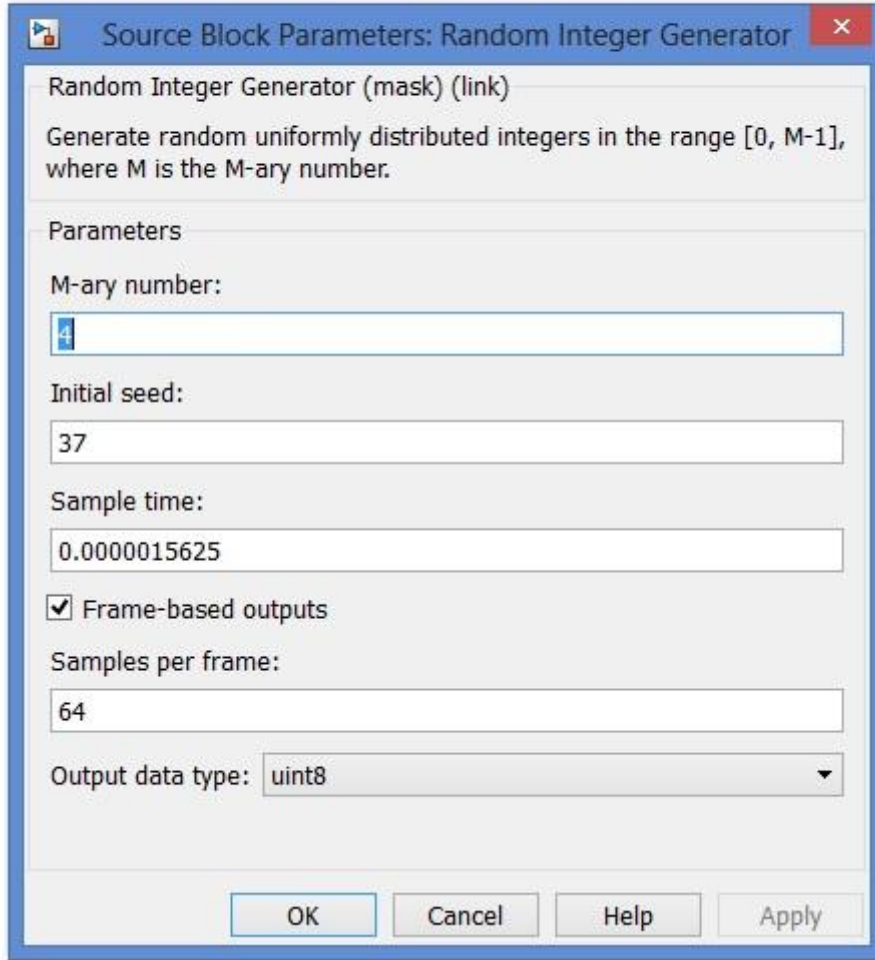 Source Block Parameters: Random Integer Generator
Random Integer Generator (mask) (link)
Generate random uniformly distributed integers in the range [0, M-1],
where M is the M-ary number.
Parameters
M-ary number:
4
Initial seed:
37
Sample time:
0.0000015625
Frame-based outputs
Samples per frame:
64
Output data type: uint8
OK Cancel Help Apply